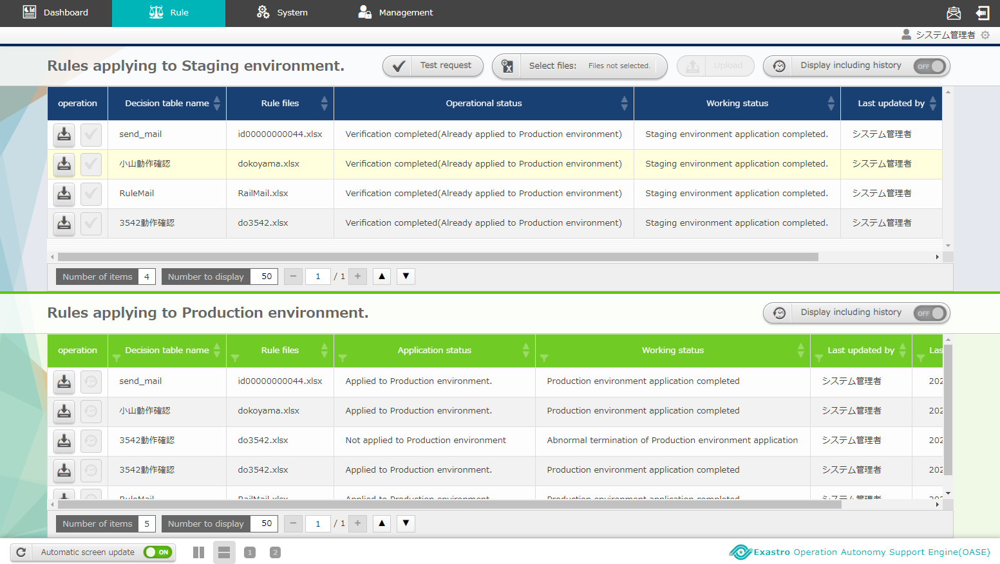 Dashboard Rule System Management
システム管理者
Rules applying to Staging environment. Test request Select files: Files not selected. Upload Display including history OFF
operation Decision table name Rule files Operational status Working status Last updated by
send_mail id00000000044.xlsx Verification completed(Already applied to Production environment) Staging environment application completed. システム管理者
小山動作確認 dokoyama.xlsx Verification completed(Already applied to Production environment) Staging environment application completed. システム管理者
RuleMail RailMail.xlsx Verification completed(Already applied to Production environment) Staging environment application completed. システム管理者
3542動作確認 do3542.xlsx Verification completed(Already applied to Production environment) Staging environment application completed. システム管理者
Number of items 4 Number to display 50 1 / 1
Rules applying to Production environment. Display including history OFF
operation Decision table name Rule files Application status Working status Last updated by Las
send_mail id00000000044.xlsx Applied to Production environment. Production environment application completed システム管理者 202
小山動作確認 dokoyama.xlsx Applied to Production environment. Production environment application completed システム管理者 202
3542動作確認 do3542.xlsx Not applied to Production environment Abnormal termination of Production environment application システム管理者 202
3542動作確認 do3542.xlsx Applied to Production environment. Production environment application completed システム管理者 202
RuleMail RailMail.xlsx Applied to Production environment. Production environment application completed システム管理者 202
Number of items 5 Number to display 50 1 / 1
Automatic screen update ON 1 2 Exastro Operation Autonomy Support Engine(OASE)